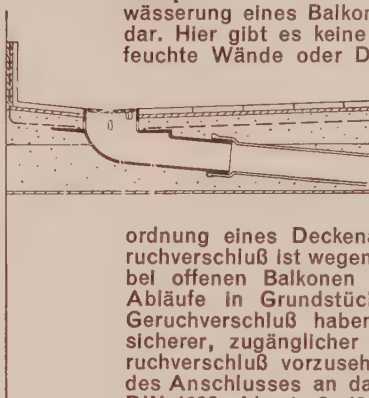 wässerung eines Balkon
dar. Hier gibt es keine
feuchte Wände oder D
ordnung eines Deckena
ruchverschluß ist wegen
bei offenen Balkonen
Abläufe in Grundstüc
Geruchverschluß haben
sicherer, zugänglicher
ruchverschluß vorzuseh
des Anschlusses an da